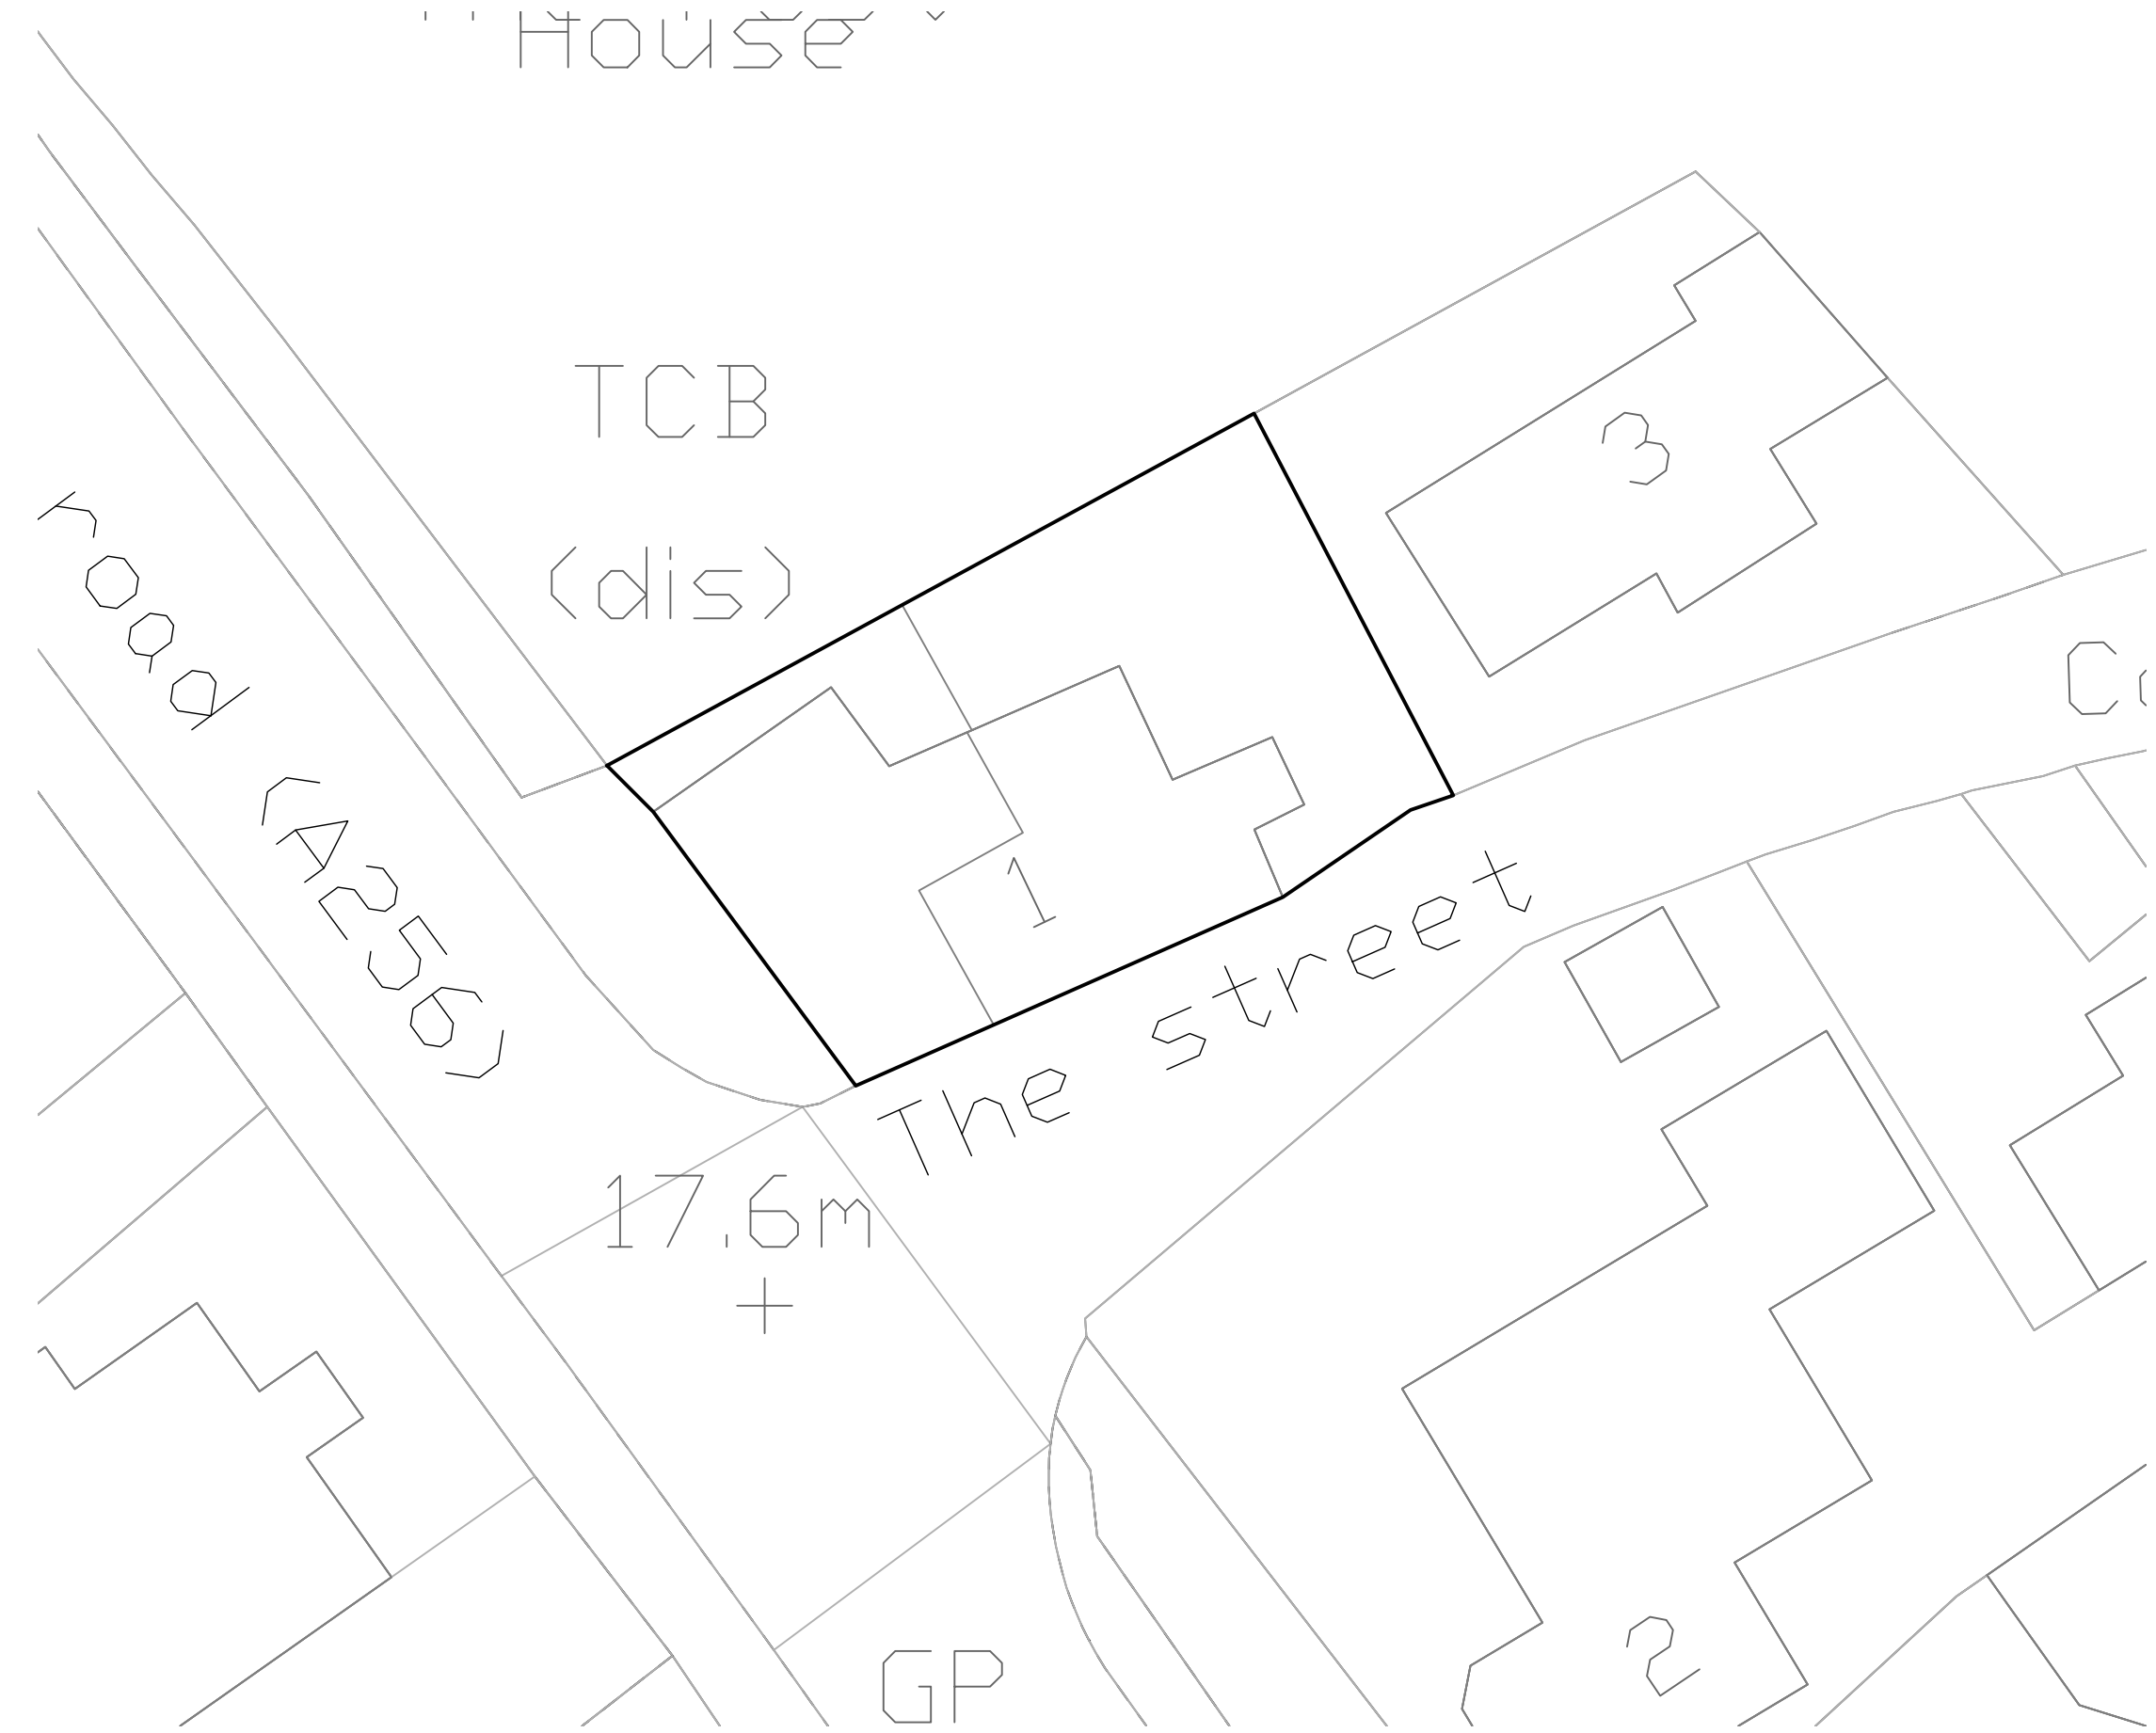 House
TCB
(dis)
3
road
(A256)
1
The Street
17.6m
GP
2